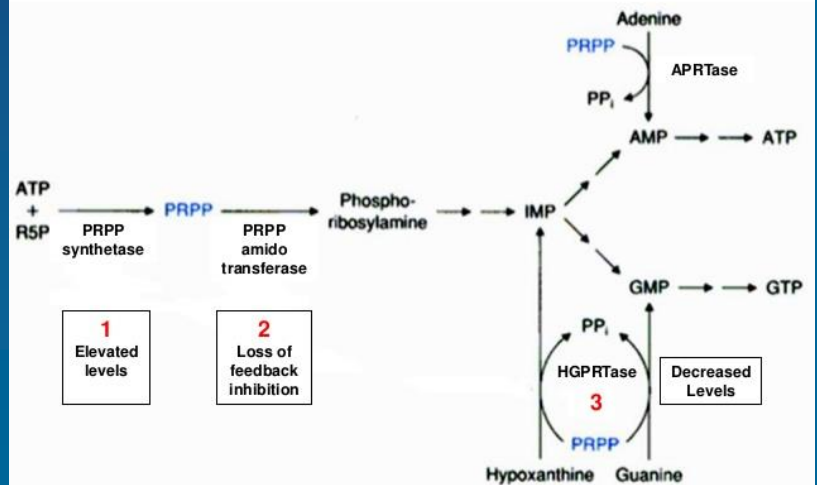 Adenine
PRPP
APRTase
PPi
AMP
ATP
ATP
+
R5P
PRPP
synthetase
PRPP
PRPP
amido
transferase
Phospho-
ribosylamine
IMP
GMP
GTP
1
Elevated
levels
2
Loss of
feedback
inhibition
PPi
HGPRTase
3
PRPP
Decreased
Levels
Hypoxanthine
Guanine